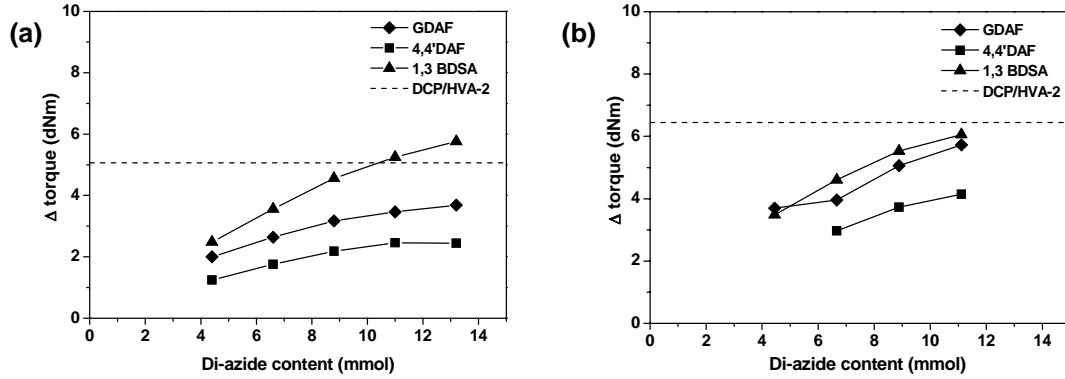 (a)
GDAF
4,4'DAF
1,3 BDSA
DCP/HVA-2
Δ torque (dNm)
10
8
6
4
2
0
0 2 4 6 8 10 12 14
Di-azide content (mmol)
(b)
GDAF
4,4'DAF
1,3 BDSA
DCP/HVA-2
Δ torque (dNm)
10
8
6
4
2
0
0 2 4 6 8 10 12 14
Di-azide content (mmol)